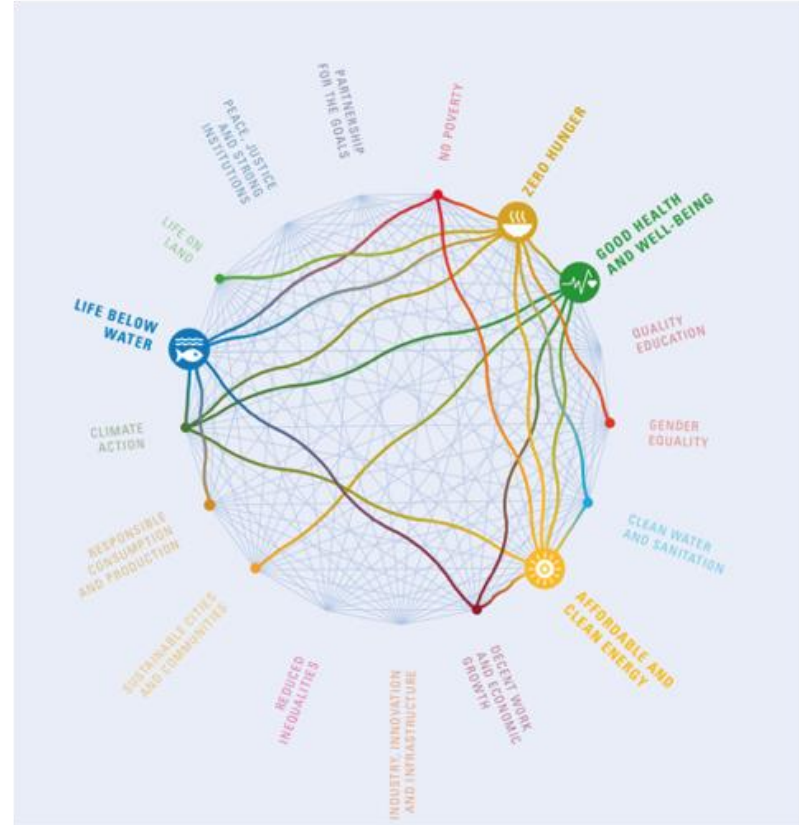 NO POVERTY
ZERO HUNGER
GOOD HEALTH
AND WELL-BEING
QUALITY
EDUCATION
GENDER
EQUALITY
CLEAN WATER
AND SANITATION
AFFORDABLE AND
CLEAN ENERGY
DECENT WORK
AND ECONOMIC
GROWTH
INDUSTRY, INNOVATION
AND INFRASTRUCTURE
REDUCED
INEQUALITIES
SUSTAINABLE CITIES
AND COMMUNITIES
RESPONSIBLE
CONSUMPTION
AND PRODUCTION
CLIMATE
ACTION
LIFE BELOW
WATER
LIFE ON
LAND
PEACE, JUSTICE
AND STRONG
INSTITUTIONS
PARTNERSHIP
FOR THE GOALS